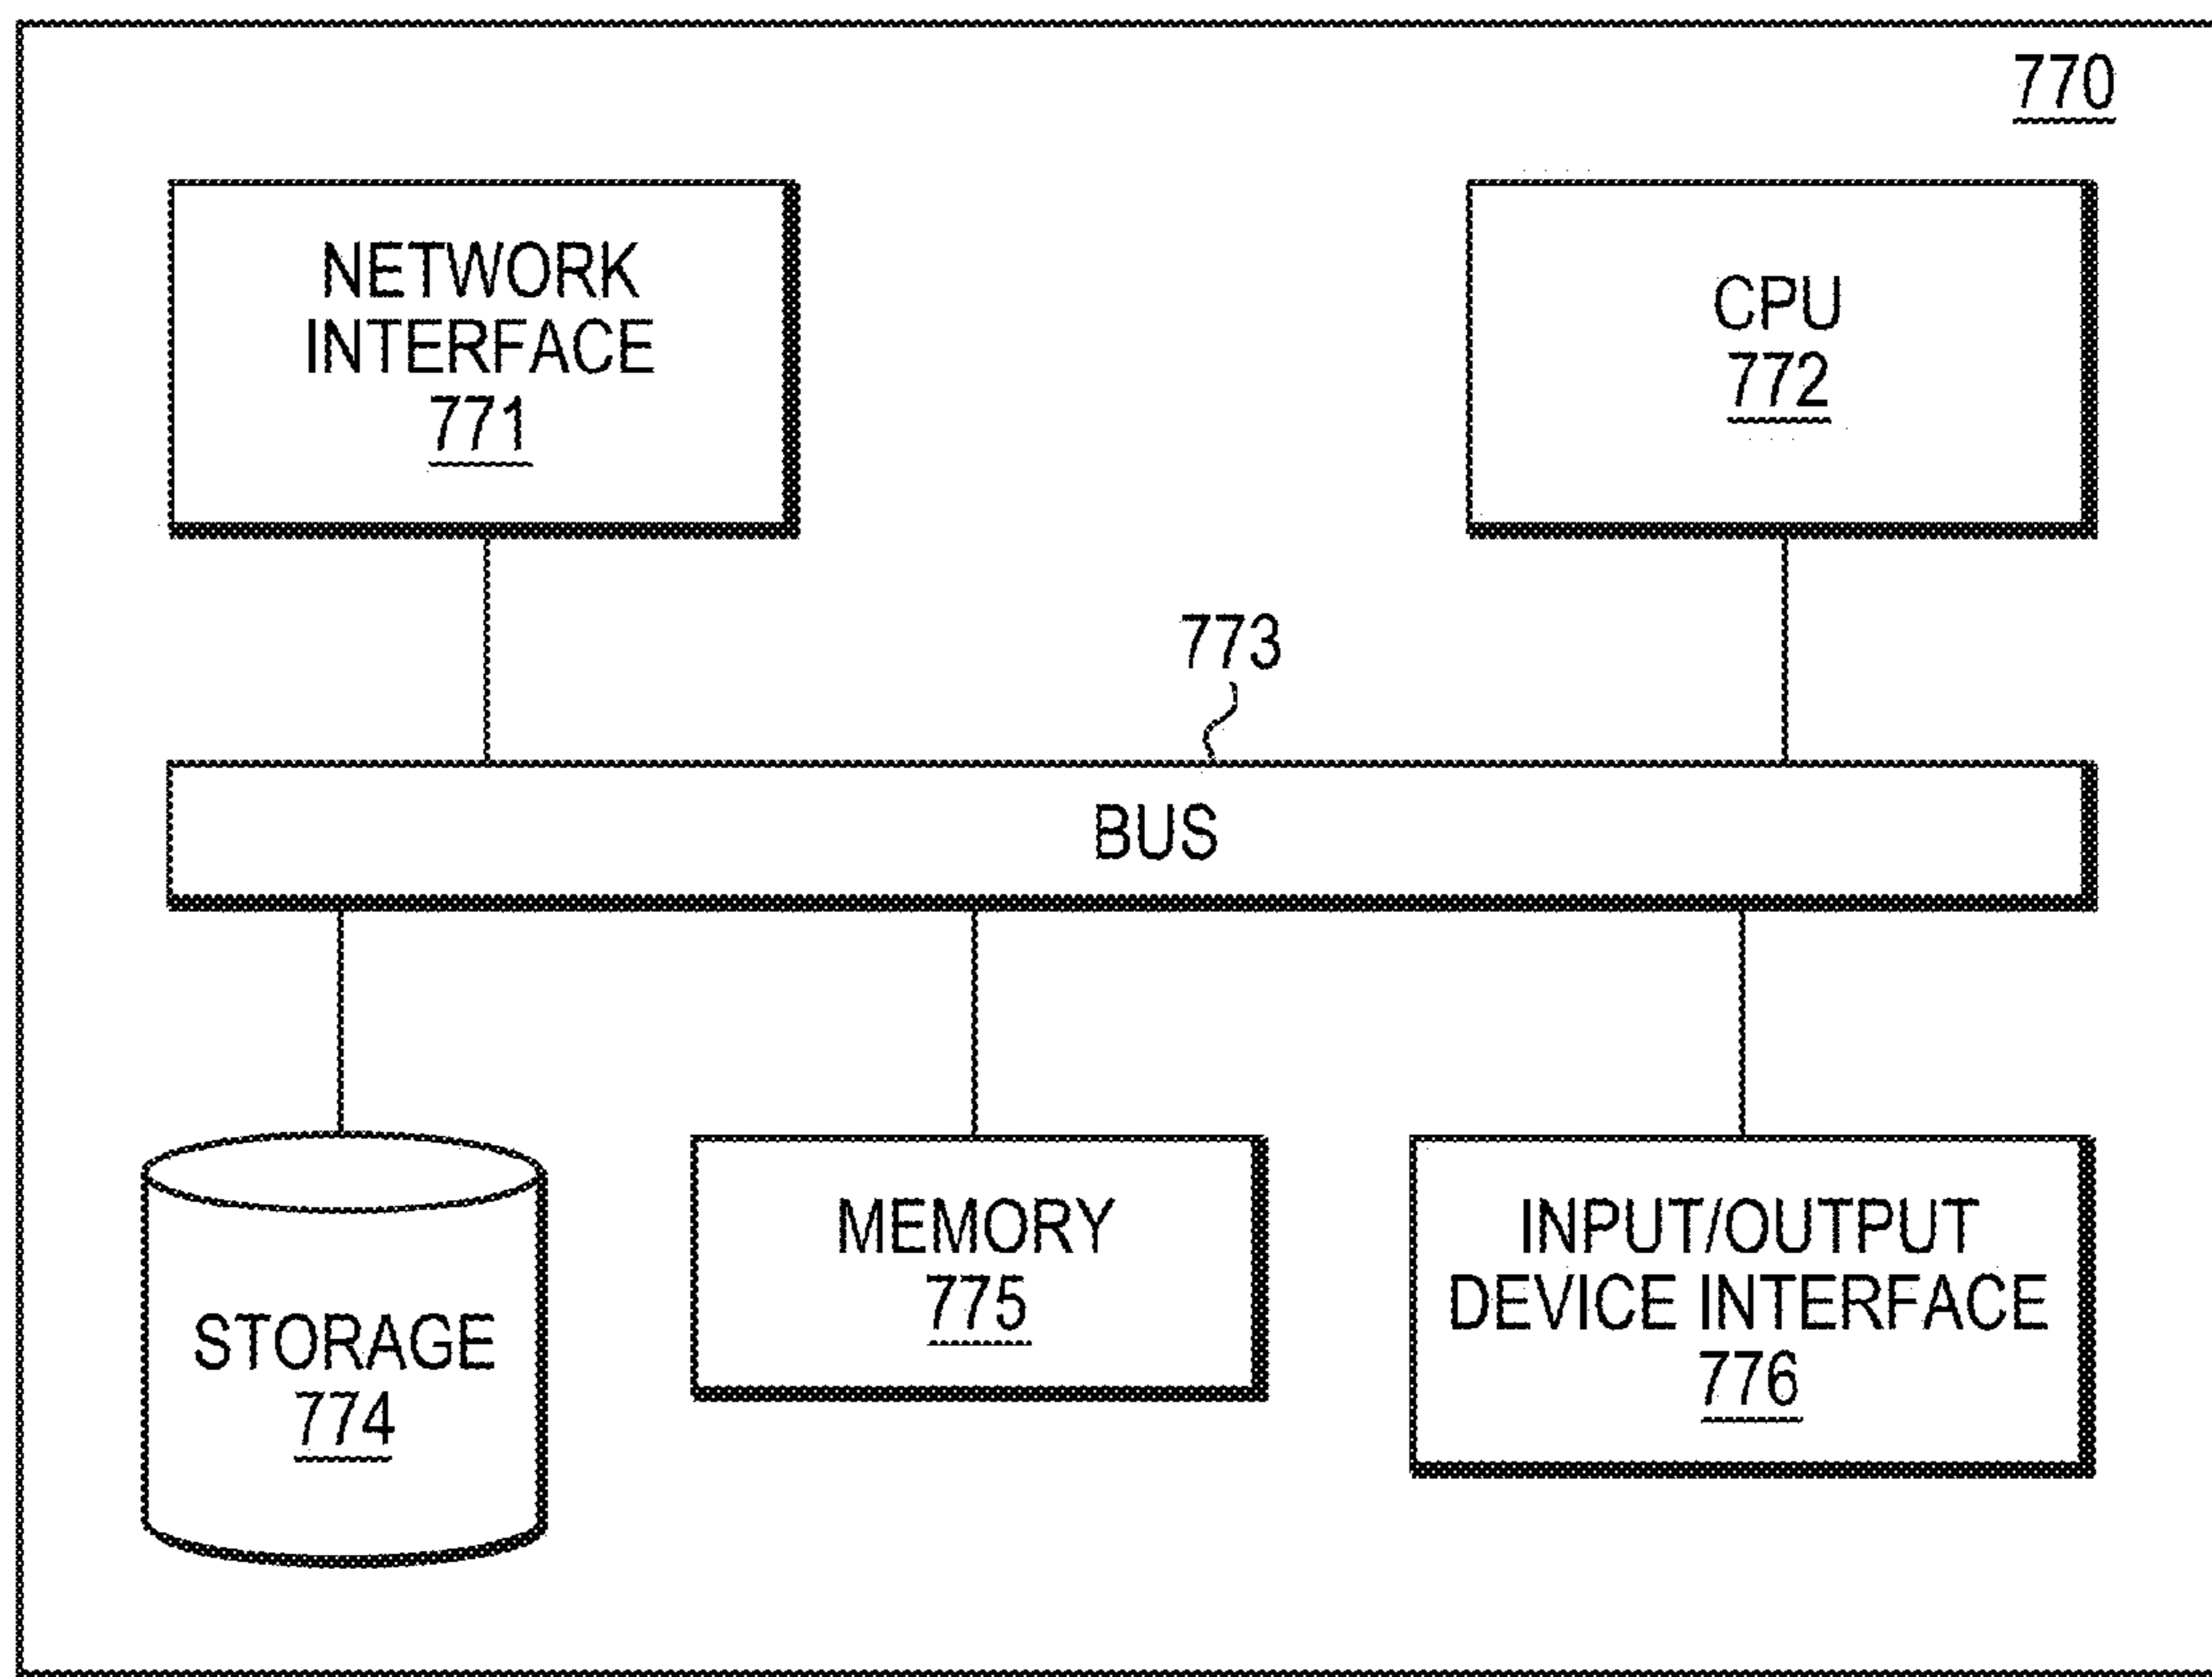 770
NETWORK
INTERFACE
771
CPU
772
773
BUS
STORAGE
774
MEMORY
775
INPUT/OUTPUT
DEVICE INTERFACE
776